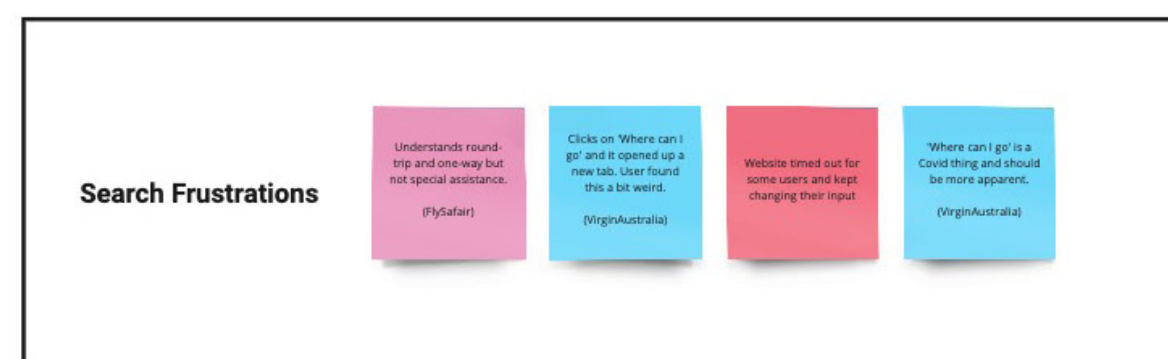 Search Frustrations
Understands round-
trip and one-way but
not special assistance.
(FlySafair)
Clicks on 'Where can I
go' and it opened up a
new tab. User found
this a bit weird.
(VirginAustralia)
Website timed out for
some users and kept
changing their input
'Where can I go' is a
Covid thing and should
be more apparent.
(VirginAustralia)